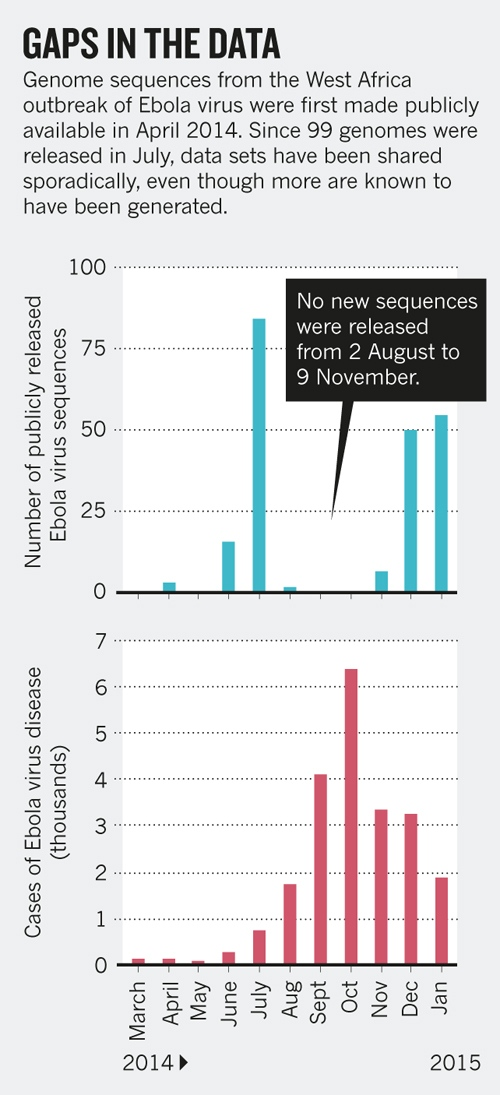 GAPS IN THE DATA
Genome sequences from the West Africa
outbreak of Ebola virus were first made publicly
available in April 2014. Since 99 genomes were
released in July, data sets have been shared
sporadically, even though more are known to
have been generated.
Number of publicly released
Ebola virus sequences
100
75
50
25
0
No new sequences
were released
from 2 August to
9 November.
Cases of Ebola virus disease
(thousands)
7
6
5
4
3
2
1
0
March
April
May
June
July
Aug
Sept
Oct
Nov
Dec
Jan
2014
2015